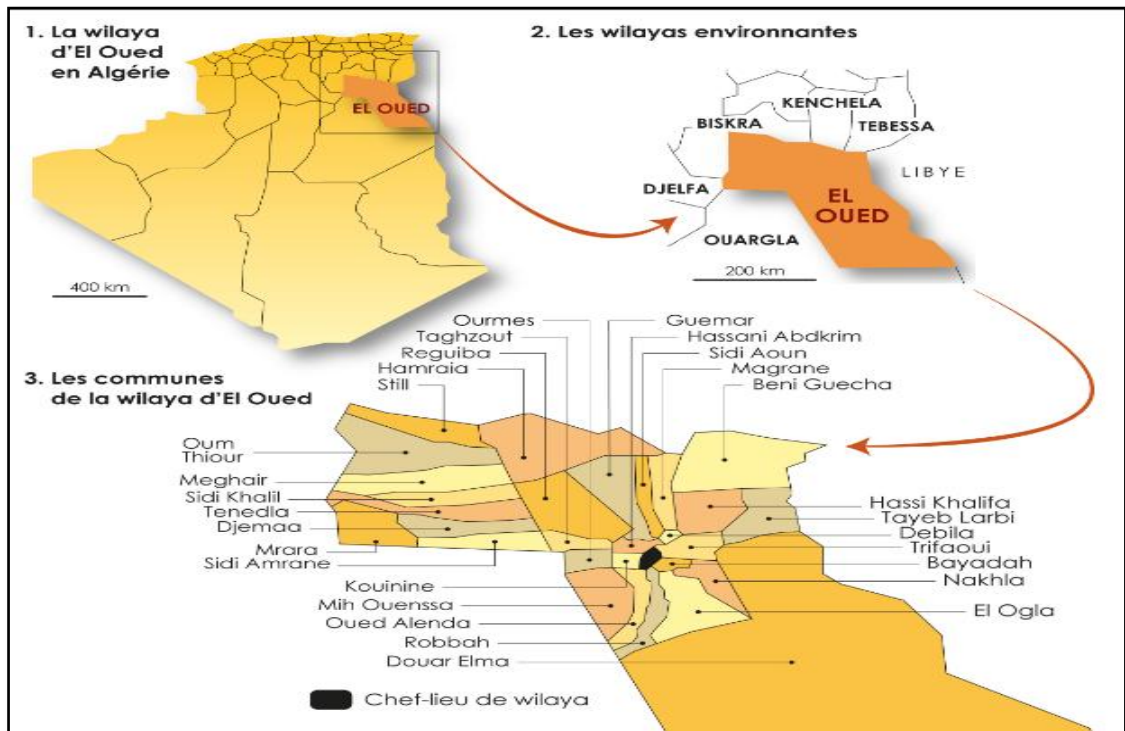 1. La wilaya
d'El Oued
en Algérie
EL OUED
400 km
2. Les wilayas environnantes
KENCHELA
BISKRA
TEBESSA
LIBYE
DJELFA
EL
OUED
OUARGLA
200 km
3. Les communes
de la wilaya d'El Oued
Ourmes
Taghzout
Reguiba
Hamraia
Still
Guemar
Hassani Abdkrim
Sidi Aoun
Magrane
Beni Guecha
Oum
Thiour
Meghair
Sidi Khalil
Tenedla
Djemaa
Mrara
Sidi Amrane
Kouinine
Mih Ouenssa
Oued Alenda
Robbah
Douar Elma
Hassi Khalifa
Tayeb Larbi
Debila
Trifaoui
Bayadah
Nakhla
El Ogla
Chef-lieu de wilaya